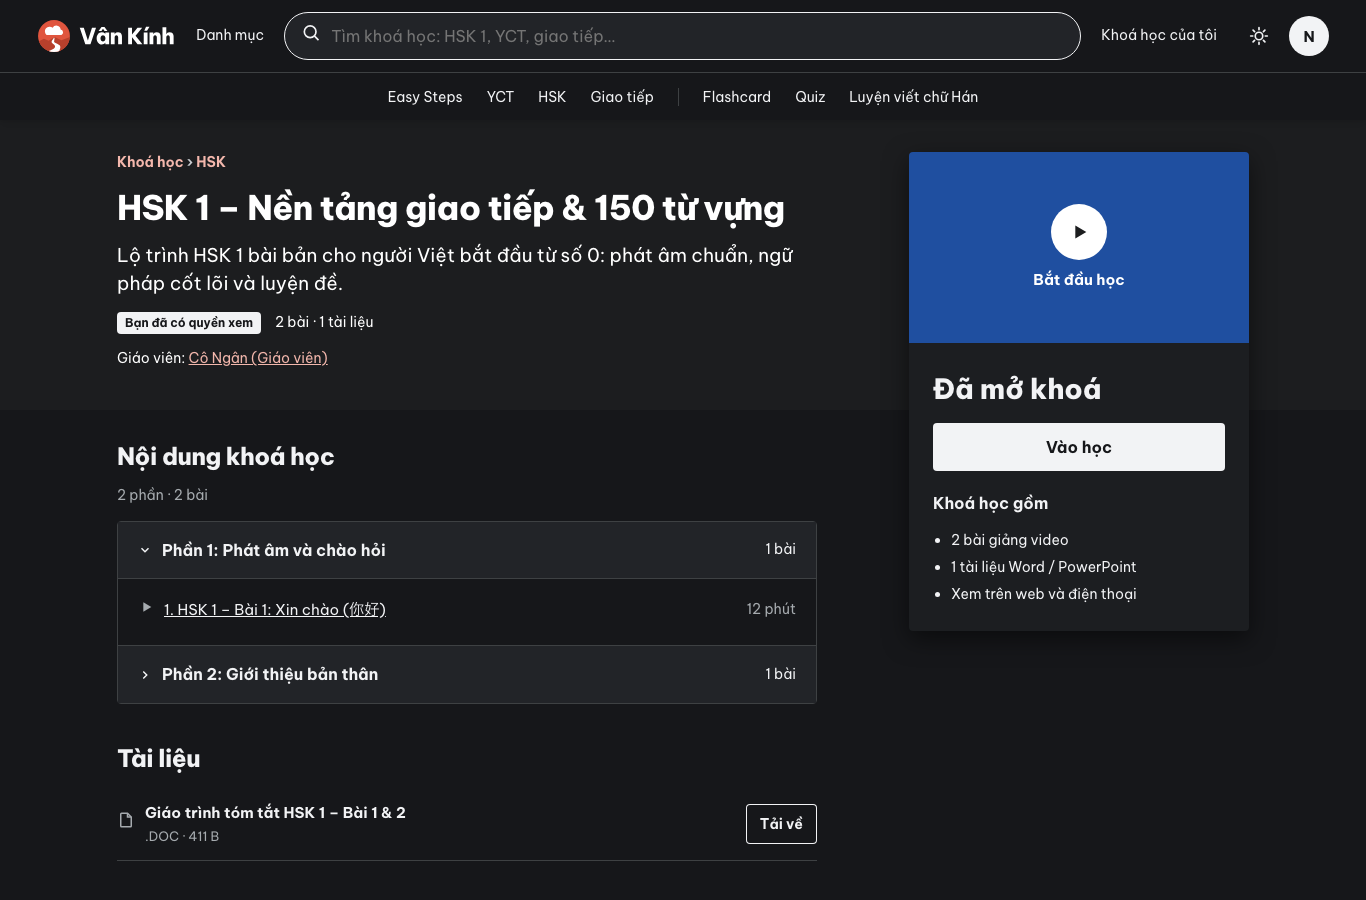 Vân Kính
Danh mục
Tìm khoá học: HSK 1, YCT, giao tiếp...
Khoá học của tôi
N
Easy Steps
YCT
HSK
Giao tiếp
Flashcard
Quiz
Luyện viết chữ Hán
Khoá học › HSK
HSK 1 – Nền tảng giao tiếp & 150 từ vựng
Lộ trình HSK 1 bài bản cho người Việt bắt đầu từ số 0: phát âm chuẩn, ngữ
pháp cốt lõi và luyện đề.
Bạn đã có quyền xem
2 bài · 1 tài liệu
Giáo viên: Cô Ngân (Giáo viên)
Bắt đầu học
Đã mở khoá
Vào học
Khoá học gồm
2 bài giảng video
1 tài liệu Word / PowerPoint
Xem trên web và điện thoại
Nội dung khoá học
2 phần · 2 bài
Phần 1: Phát âm và chào hỏi
1 bài
1. HSK 1 – Bài 1: Xin chào (你好)
12 phút
Phần 2: Giới thiệu bản thân
1 bài
Tài liệu
Giáo trình tóm tắt HSK 1 – Bài 1 & 2
.DOC · 411 B
Tải về